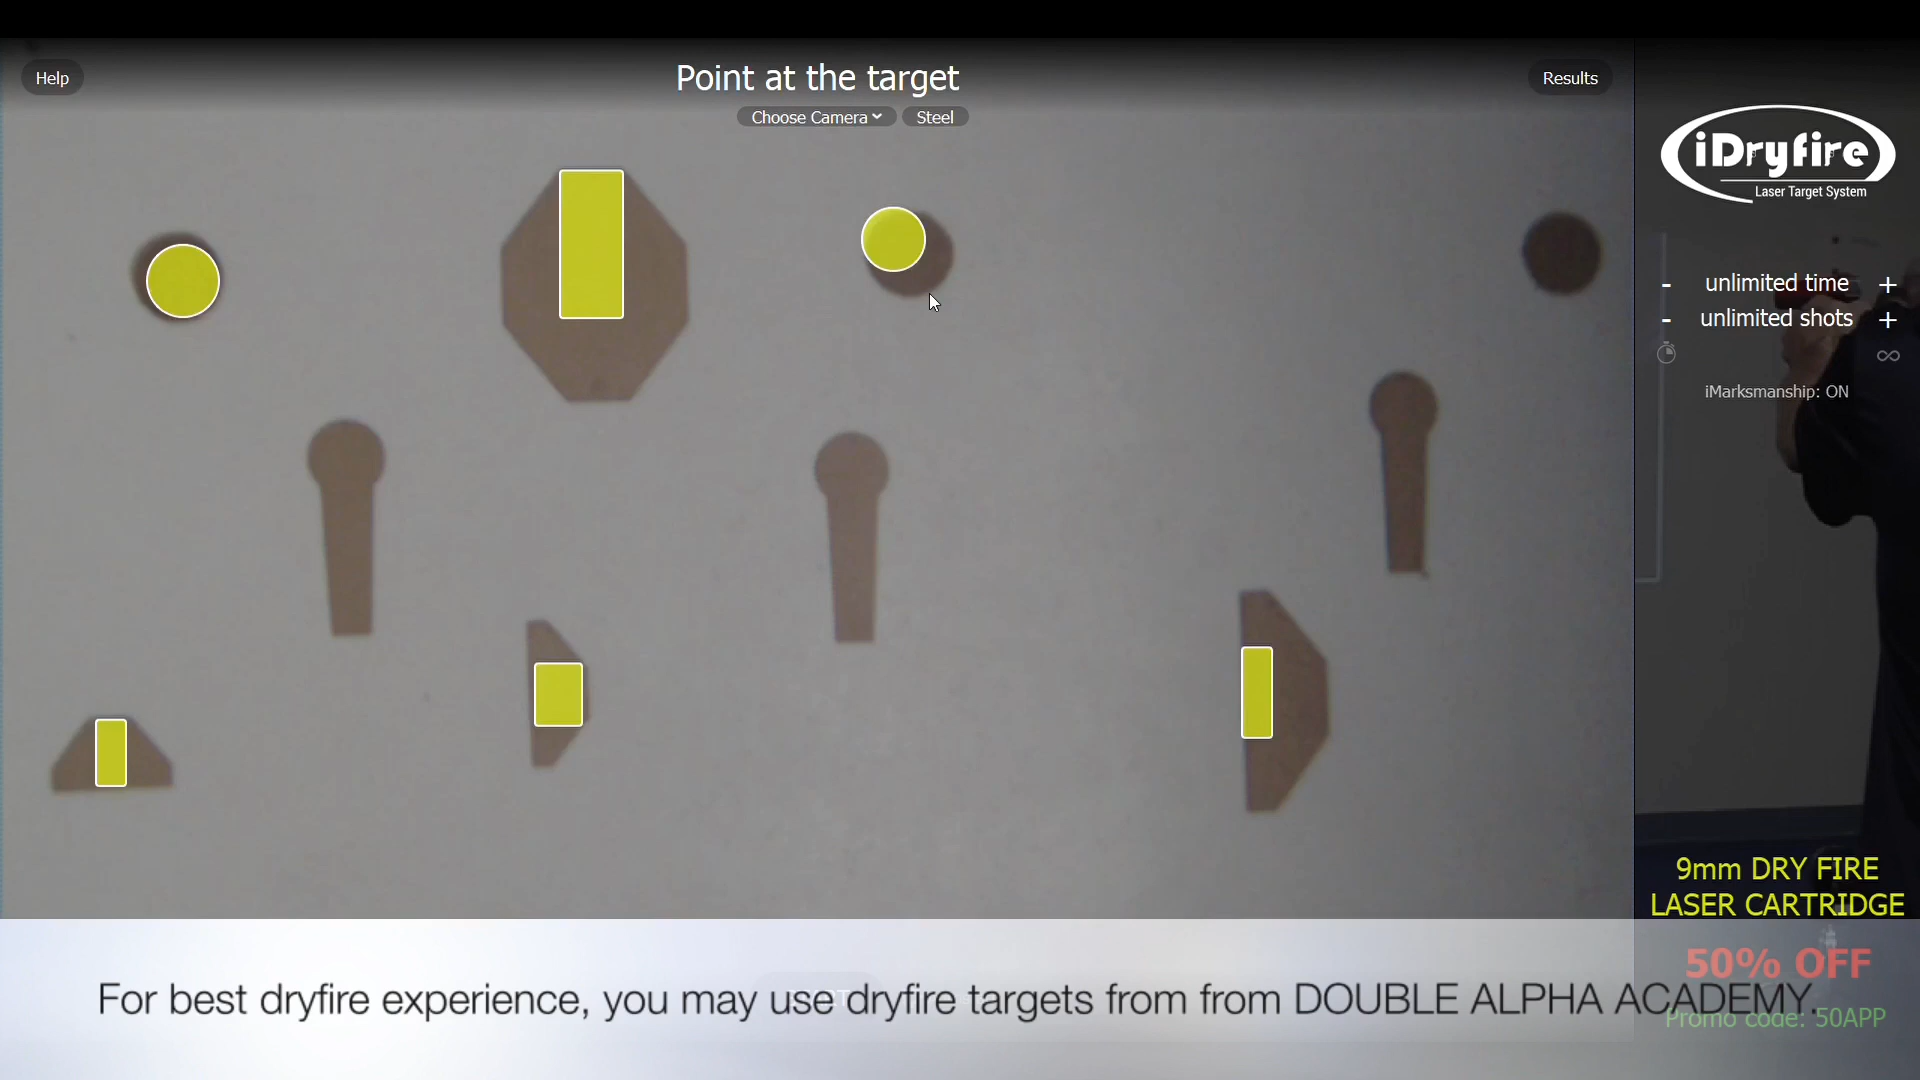 Help
Point at the target
Choose Camera
Steel
Results
iDryfire
Laser Target System
- unlimited time +
- unlimited shots +
iMarksmanship: ON
9mm DRY FIRE
LASER CARTRIDGE
50% OFF
Promo code: 50APP
For best dryfire experience, you may use dryfire targets from from DOUBLE ALPHA ACADEMY.